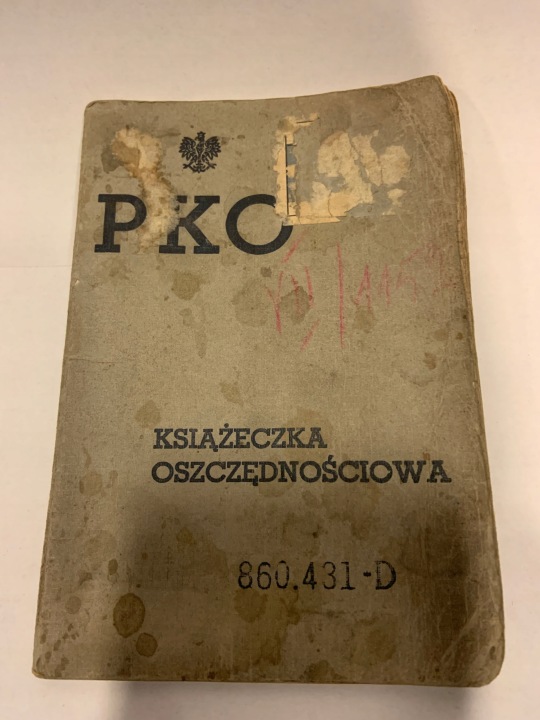 PKO
KSIĄŻECZKA
OSZCZĘDNOŚCIOWA
860.431-D